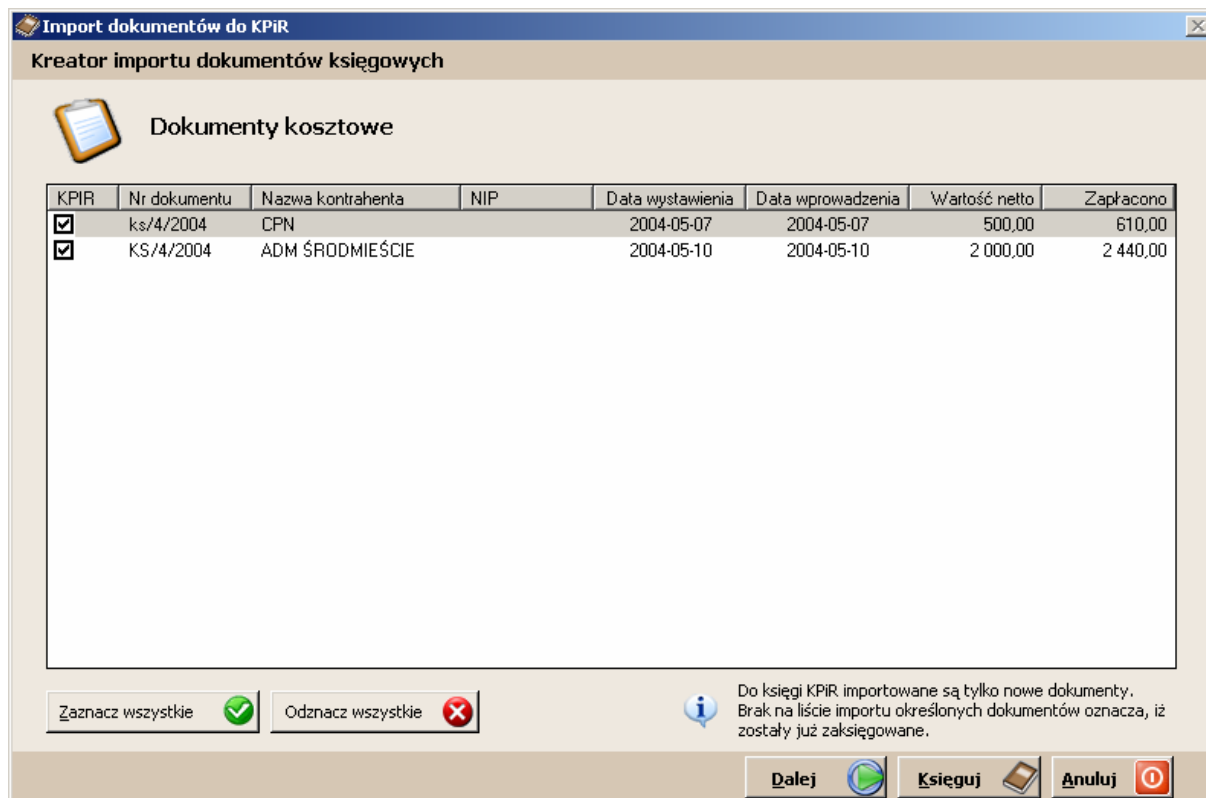 Import dokumentów do KPiR
Kreator importu dokumentów księgowych
Dokumenty kosztowe
KPIR Nr dokumentu Nazwa kontrahenta NIP Data wystawienia Data wprowadzenia Wartość netto Zapłacono
ks/4/2004 CPN 2004-05-07 2004-05-07 500,00 610,00
KS/4/2004 ADM ŚRODMIEŚCIE 2004-05-10 2004-05-10 2 000,00 2 440,00
Zaznacz wszystkie Odznacz wszystkie
Do księgi KPiR importowane są tylko nowe dokumenty.
Brak na liście importu określonych dokumentów oznacza, iż
zostały już zaksięgowane.
Dalej Księguj Anuluj